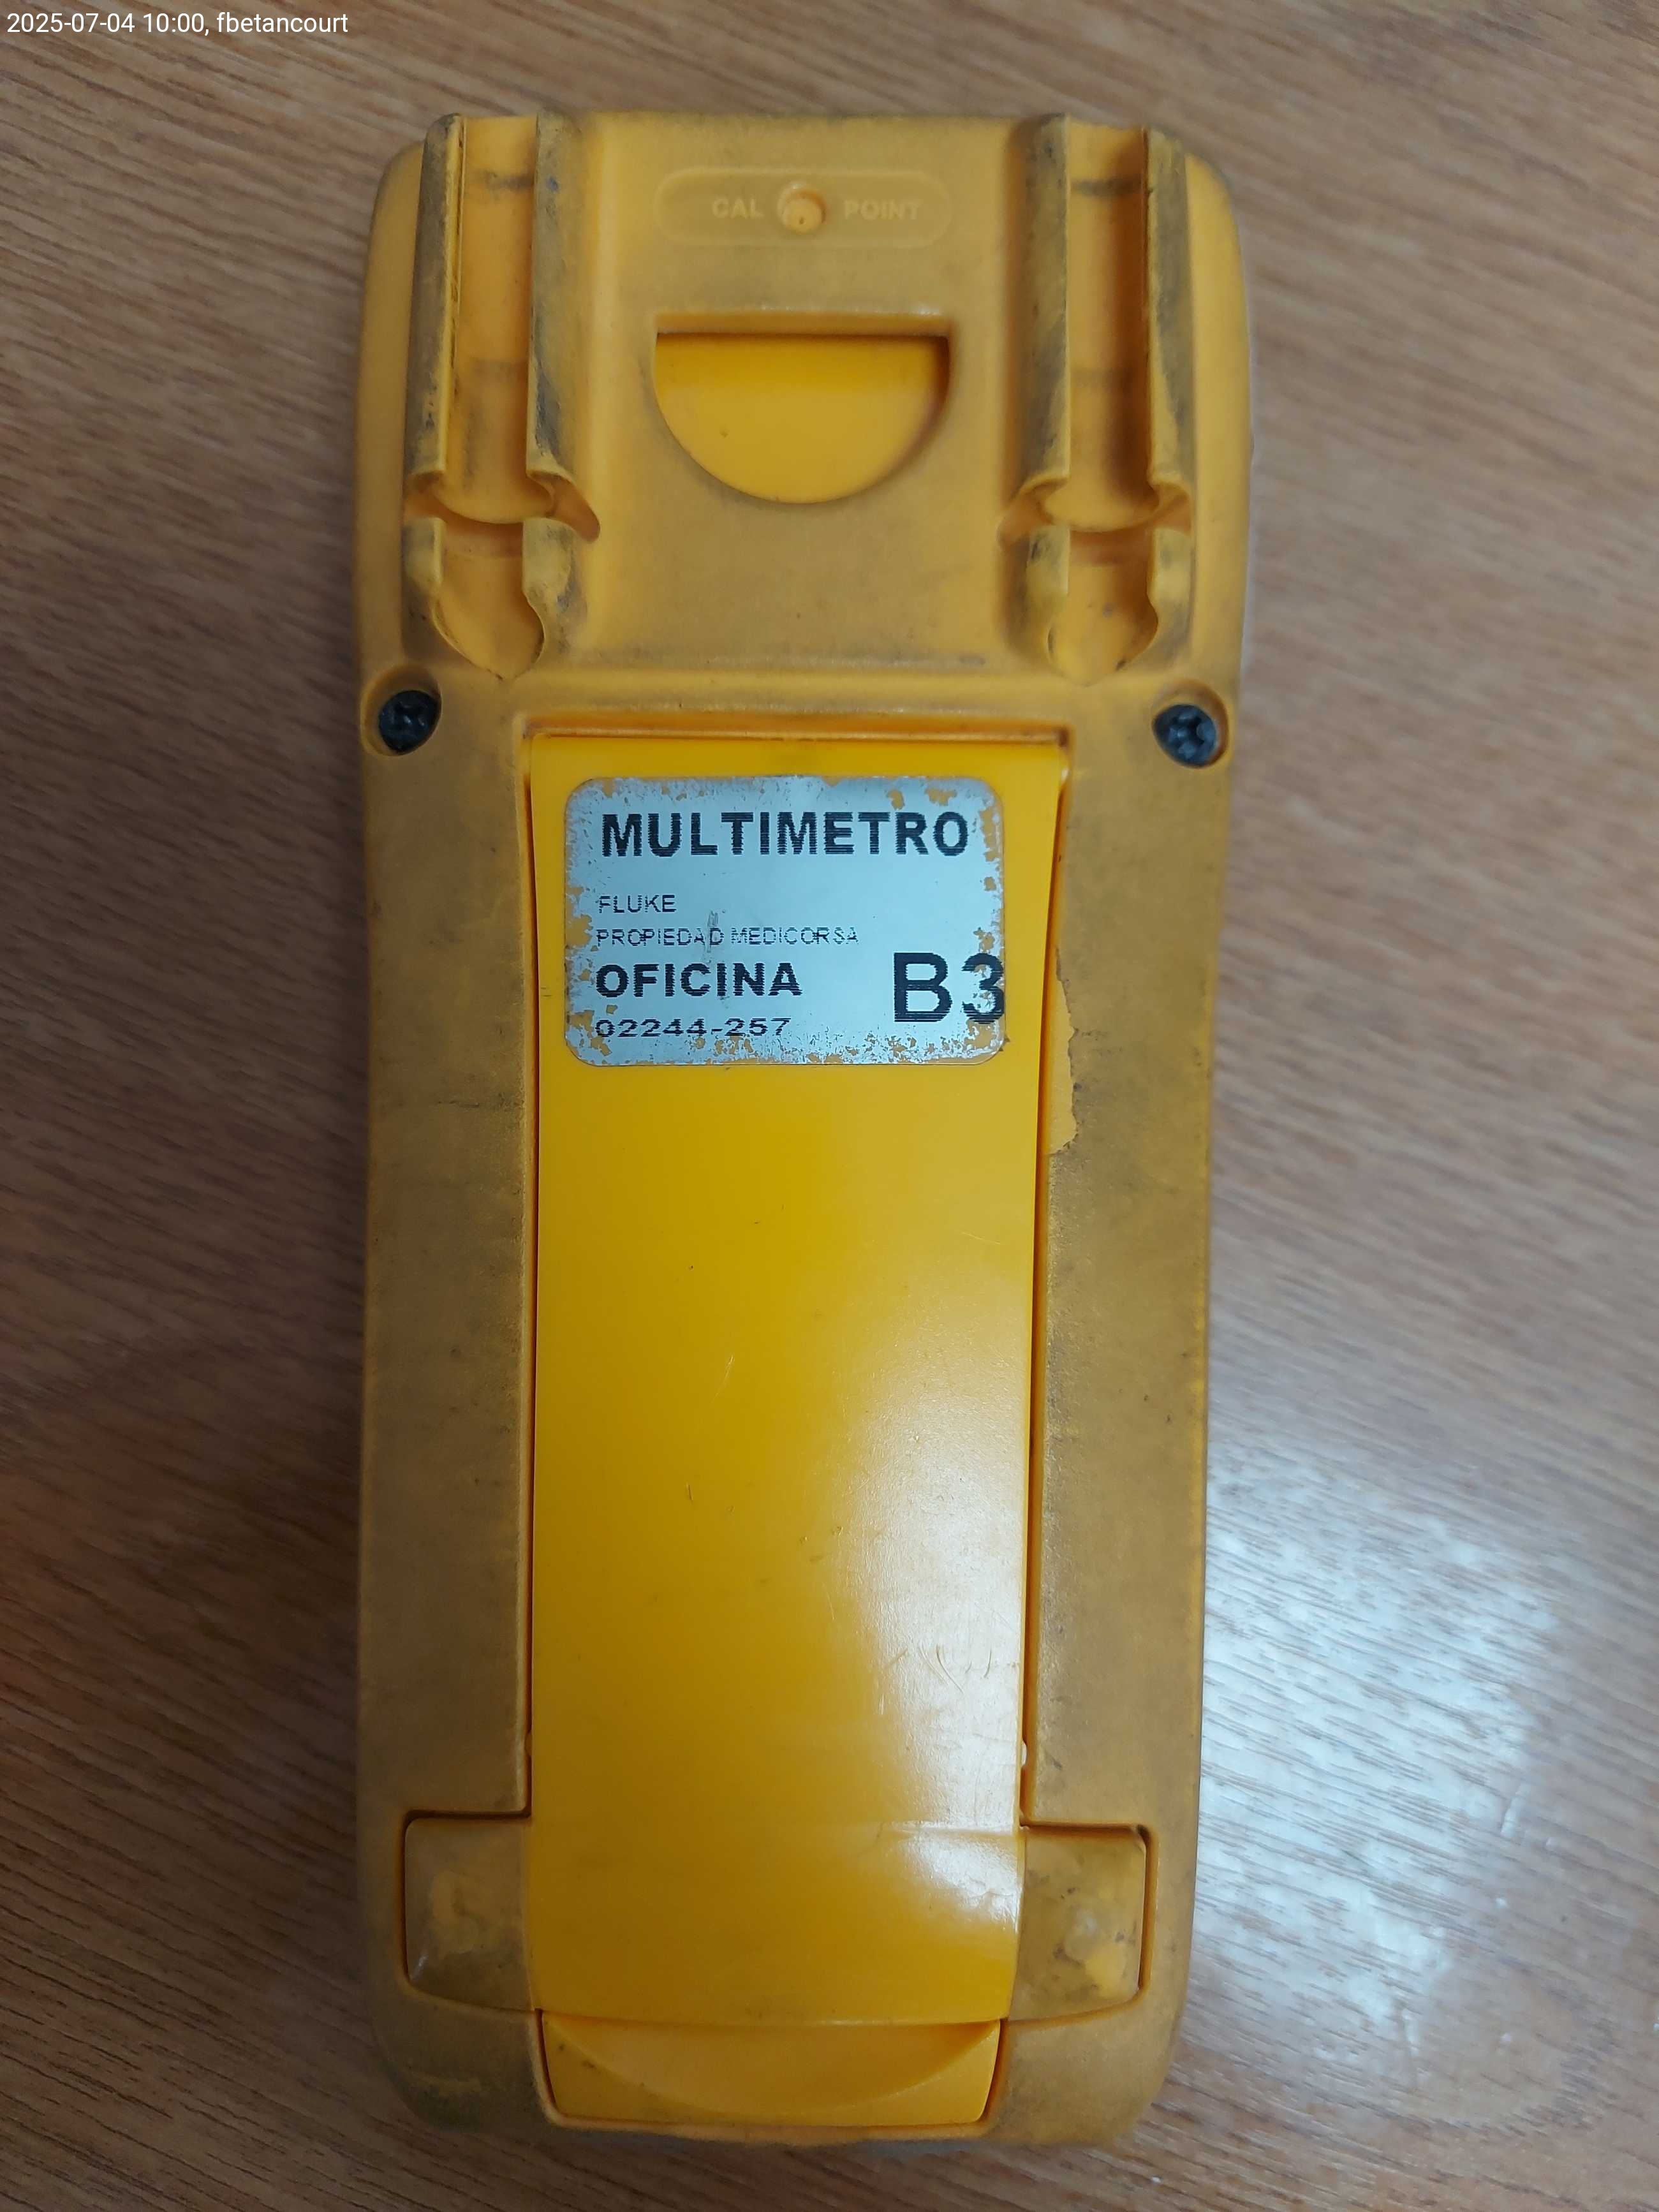 2025-07-04 10:00, fbetancourt
CAL POINT
MULTIMETRO
FLUKE
PROPIEDAD MEDICORSA
OFICINA B3
02244-257